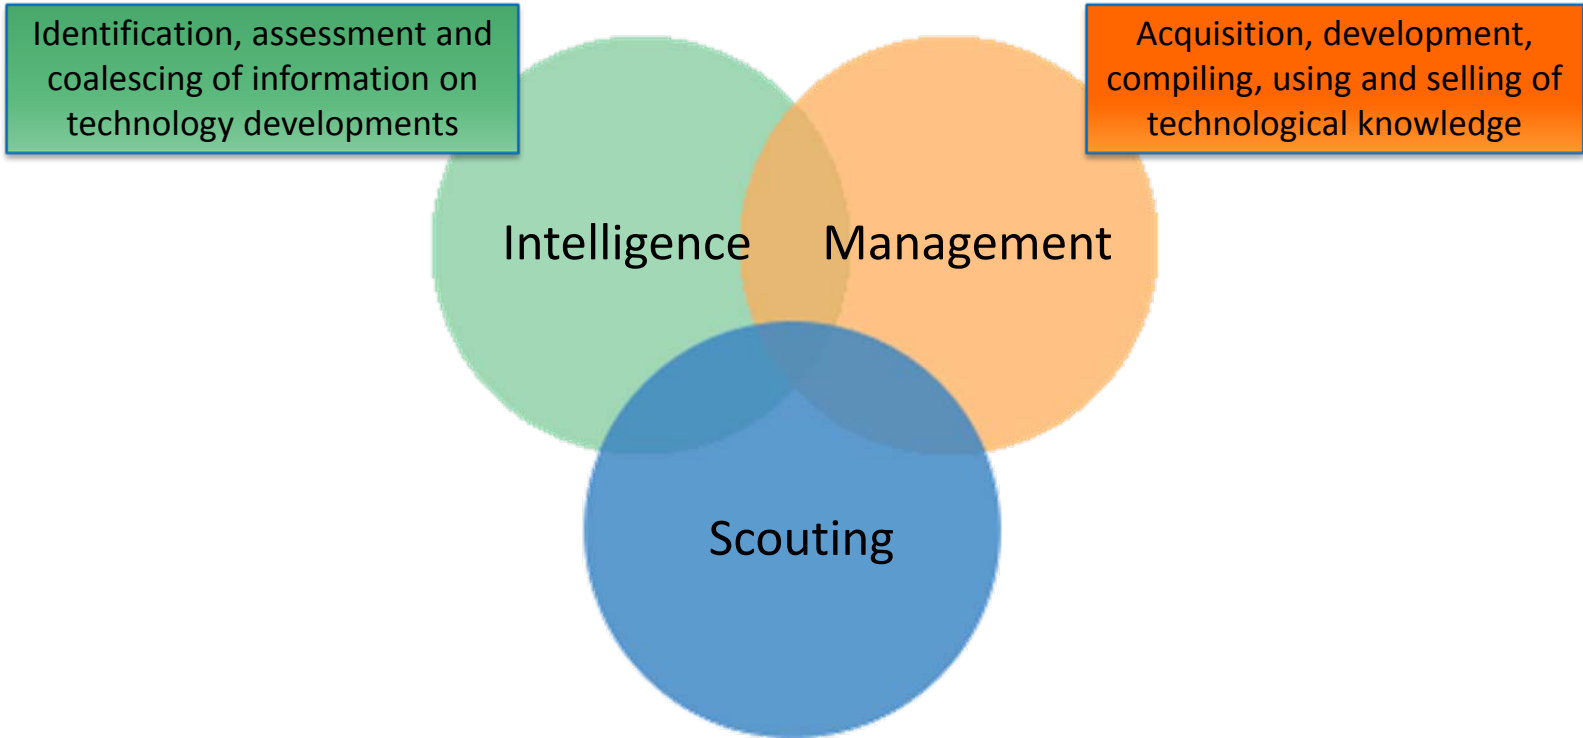 Identification, assessment and
coalescing of information on
technology developments
Acquisition, development,
compiling, using and selling of
technological knowledge
Intelligence
Management
Scouting